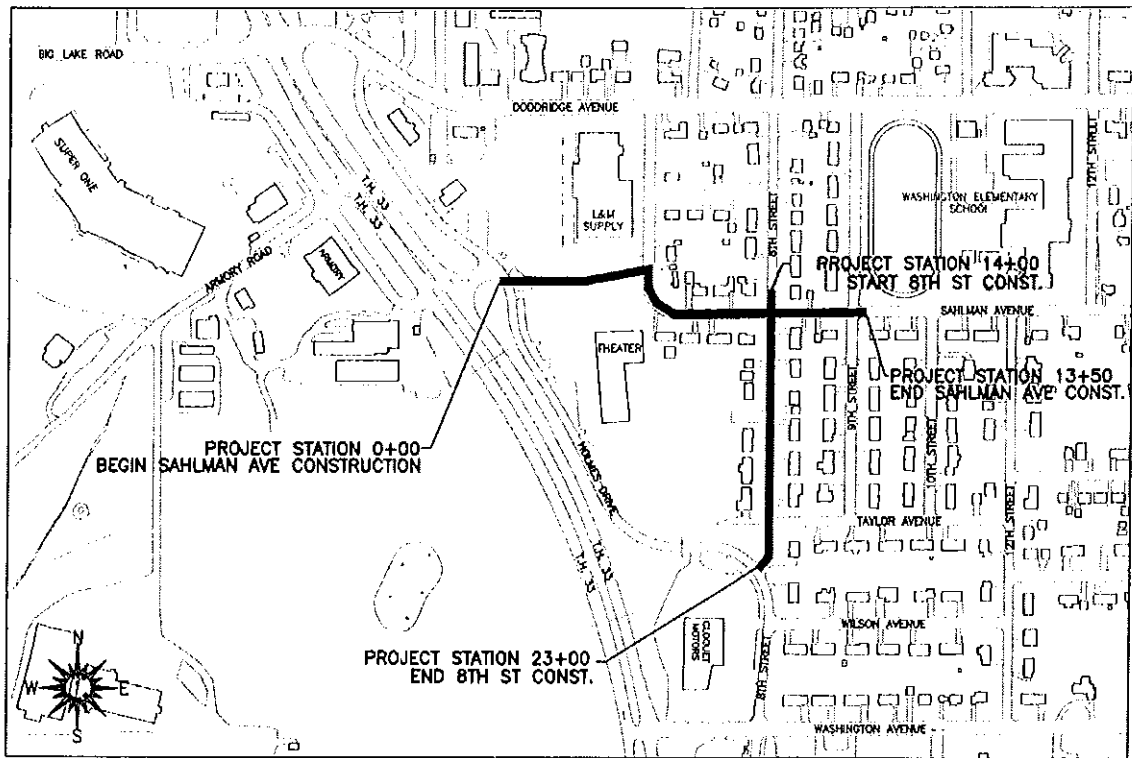 BIG LAKE ROAD
DODDRIDGE AVENUE
SUPER ONE
T.H. 33
T.H. 33
L&M
SUPPLY
8TH STREET
WASHINGTON ELEMENTARY
SCHOOL
12TH STREET
ARMORY ROAD
ARMORY
PROJECT STATION 14+00
START 8TH ST CONST.
SAHLMAN AVENUE
THEATER
PROJECT STATION 13+50
END SAHLMAN AVE CONST.
9TH STREET
10TH STREET
PROJECT STATION 0+00
BEGIN SAHLMAN AVE CONSTRUCTION
HOLMES DRIVE
TAYLOR AVENUE
12TH STREET
T.H. 33
T.H. 33
WILSON AVENUE
CLOQUET
MOTORS
PROJECT STATION 23+00
END 8TH ST CONST.
8TH STREET
WASHINGTON AVENUE
N
W
E
S